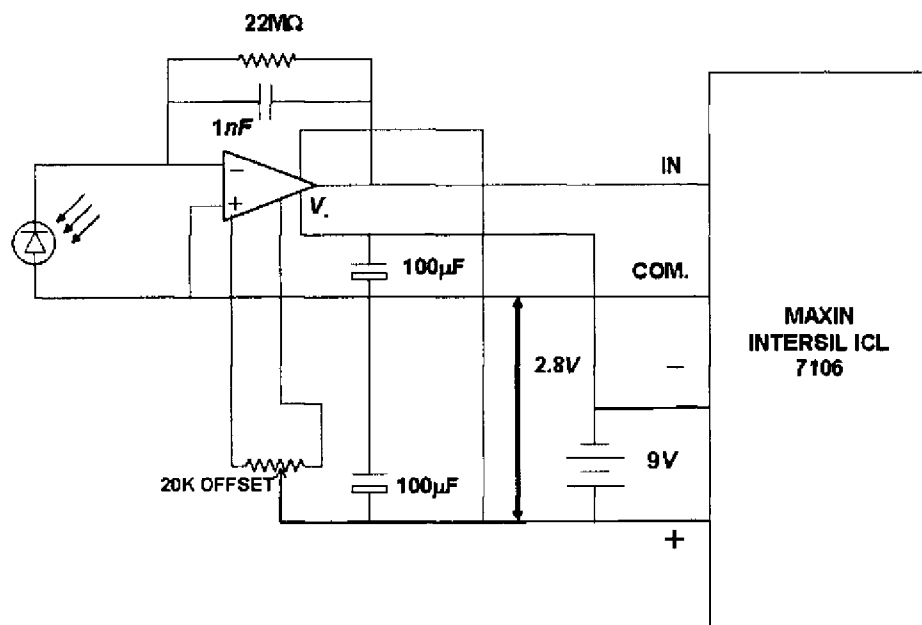 22MΩ
1nF
−
+
V.
IN
100μF
COM.
MAXIN
INTERSIL ICL
7106
2.8V
−
9V
20K OFFSET
100μF
+